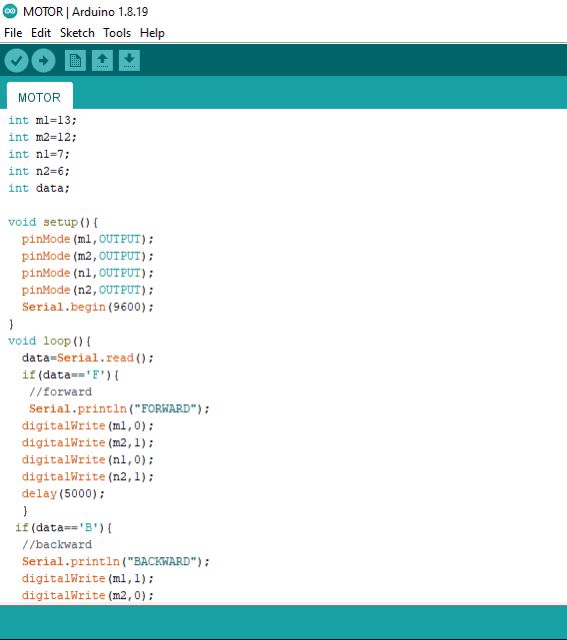 MOTOR | Arduino 1.8.19
File Edit Sketch Tools Help
MOTOR
int m1=13;
int m2=12;
int n1=7;
int n2=6;
int data;
void setup(){
pinMode(m1,OUTPUT);
pinMode(m2,OUTPUT);
pinMode(n1,OUTPUT);
pinMode(n2,OUTPUT);
Serial.begin(9600);
}
void loop(){
data=Serial.read();
if(data=='F'){
//forward
Serial.println("FORWARD");
digitalWrite(m1,0);
digitalWrite(m2,1);
digitalWrite(n1,0);
digitalWrite(n2,1);
delay(5000);
}
if(data=='B'){
//backward
Serial.println("BACKWARD");
digitalWrite(m1,1);
digitalWrite(m2,0);